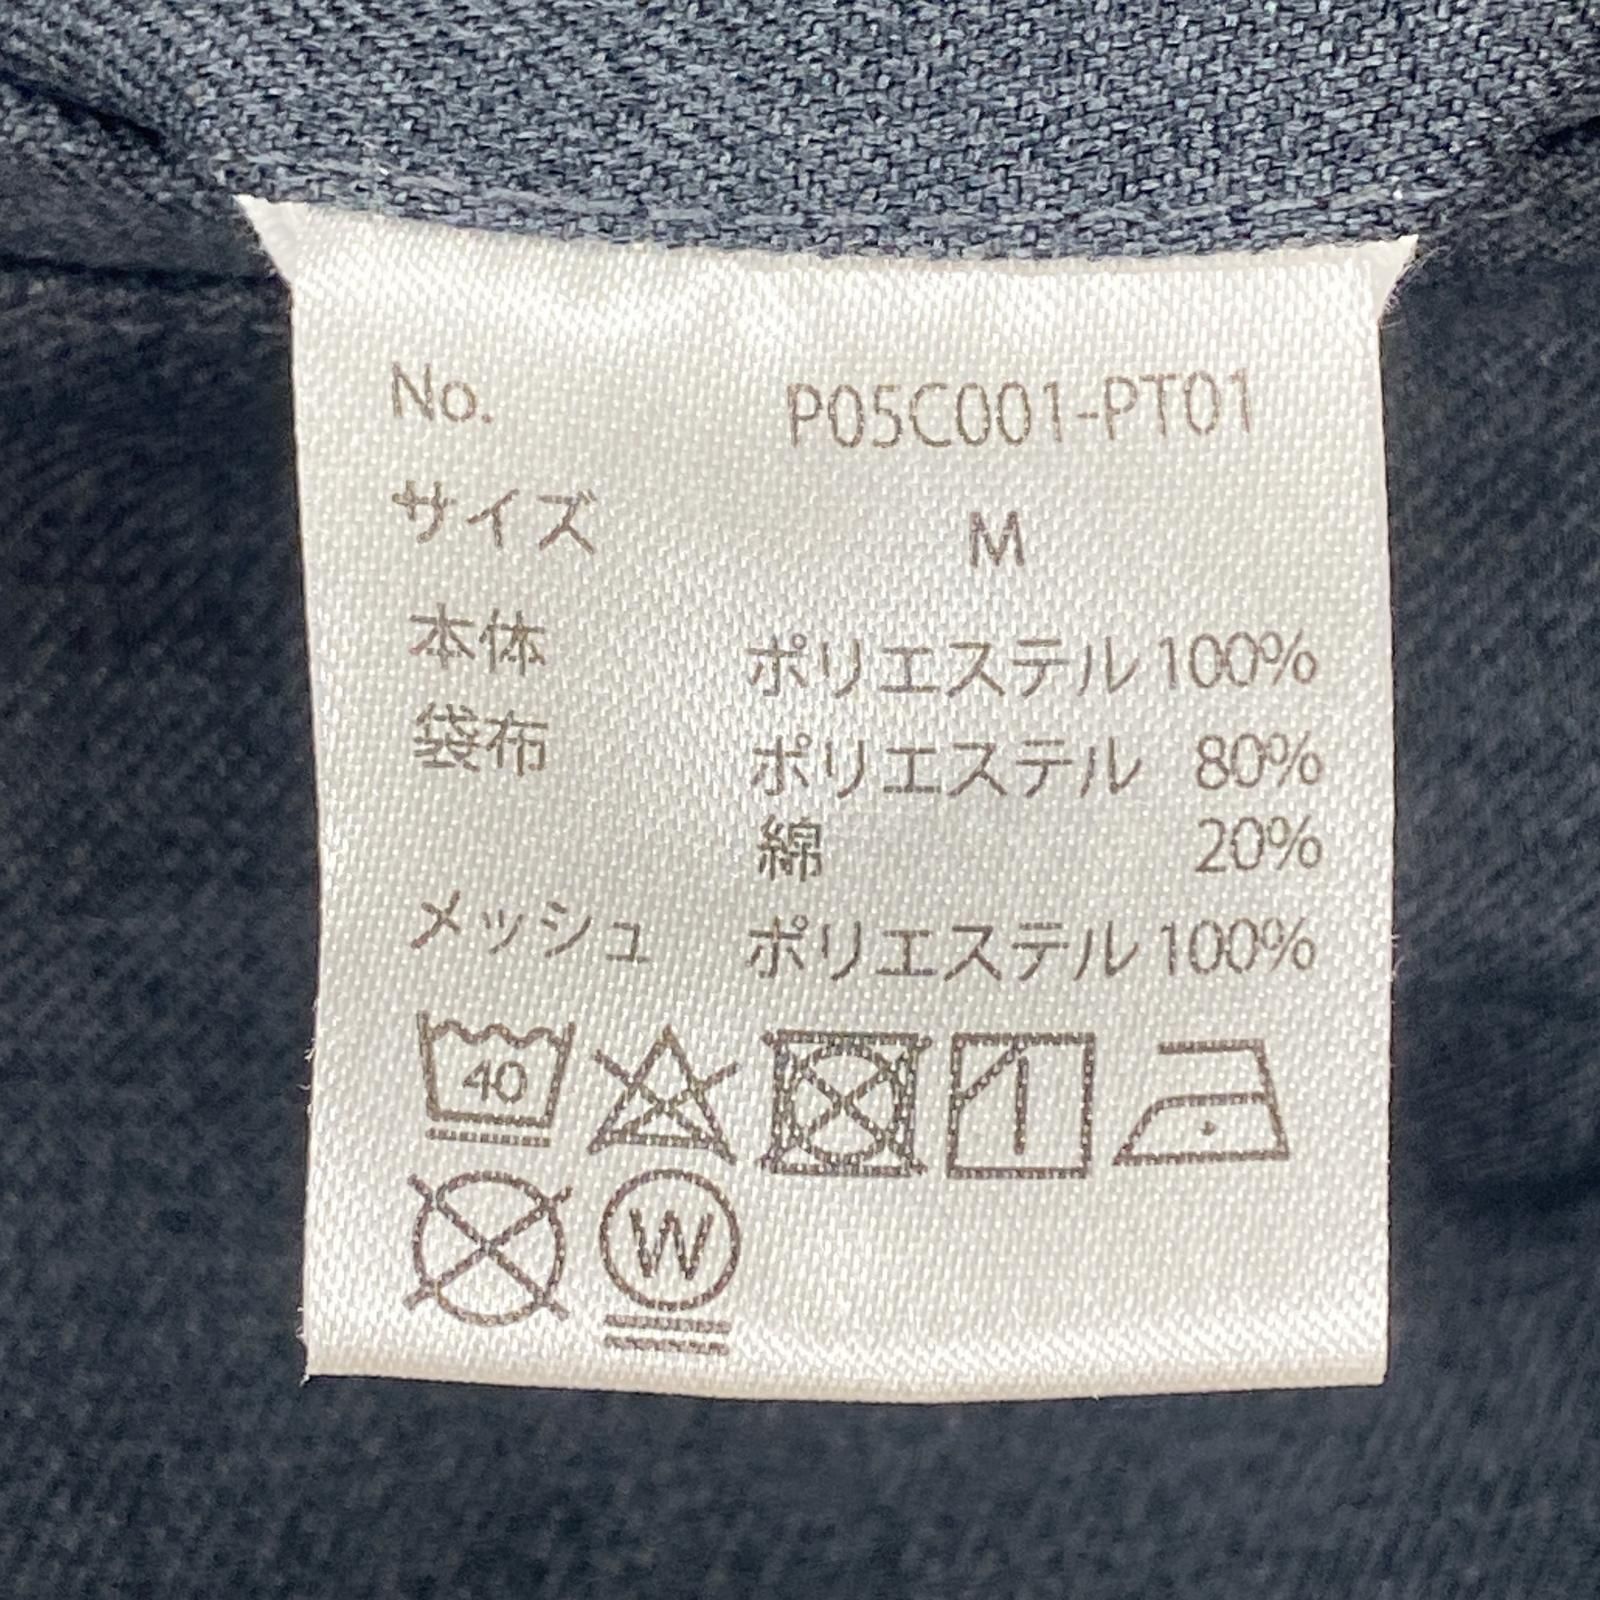 No. P05C001-PT01
サイズ M
本体 ポリエステル 100%
袋布 ポリエステル 80%
綿 20%
メッシュ ポリエステル 100%
40
W